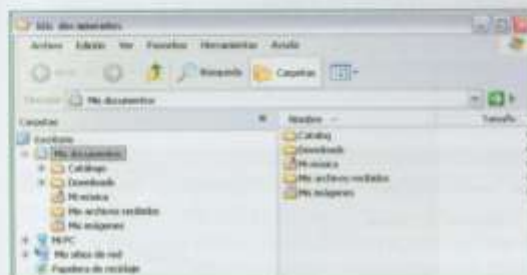 Mis documentos
Archivo Edición Ver Favoritos Herramientas Ayuda
Búsqueda Carpetas
Mis documentos
Carpetas
Nombre Tamaño
Escritorio
Mis documentos
Catálogo
Downloads
Mi música
Mis archivos recibidos
Mis imágenes
Mi PC
Mis sitios de red
Papelera de reciclaje
Catalog
Downloads
Mi música
Mis archivos recibidos
Mis imágenes